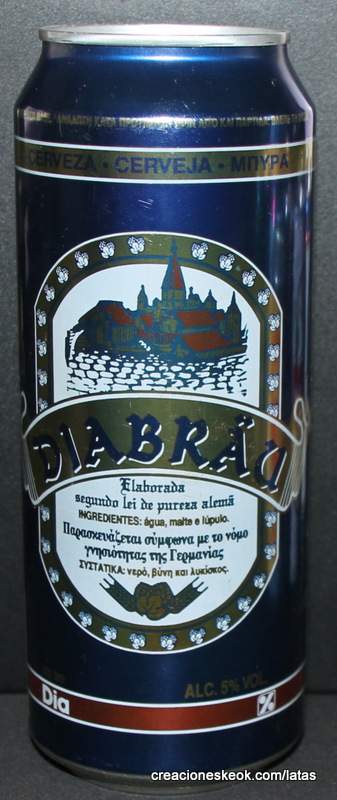 CERVEZA • CERVEJA • ΜΠΥΡΑ
DIABRÄU
Elaborada
segundo lei de pureza alemã
INGREDIENTES: água, malte e lúpulo.
Παρασκευάζεται σύμφωνα με το νόμο
γνησιότητας της Γερμανίας
ΣΥΣΤΑΤΙΚΑ: νερό, βύνη και λυκίσκος.
ALC. 5% VOL.
Dia %
creacioneskeok.com/latas